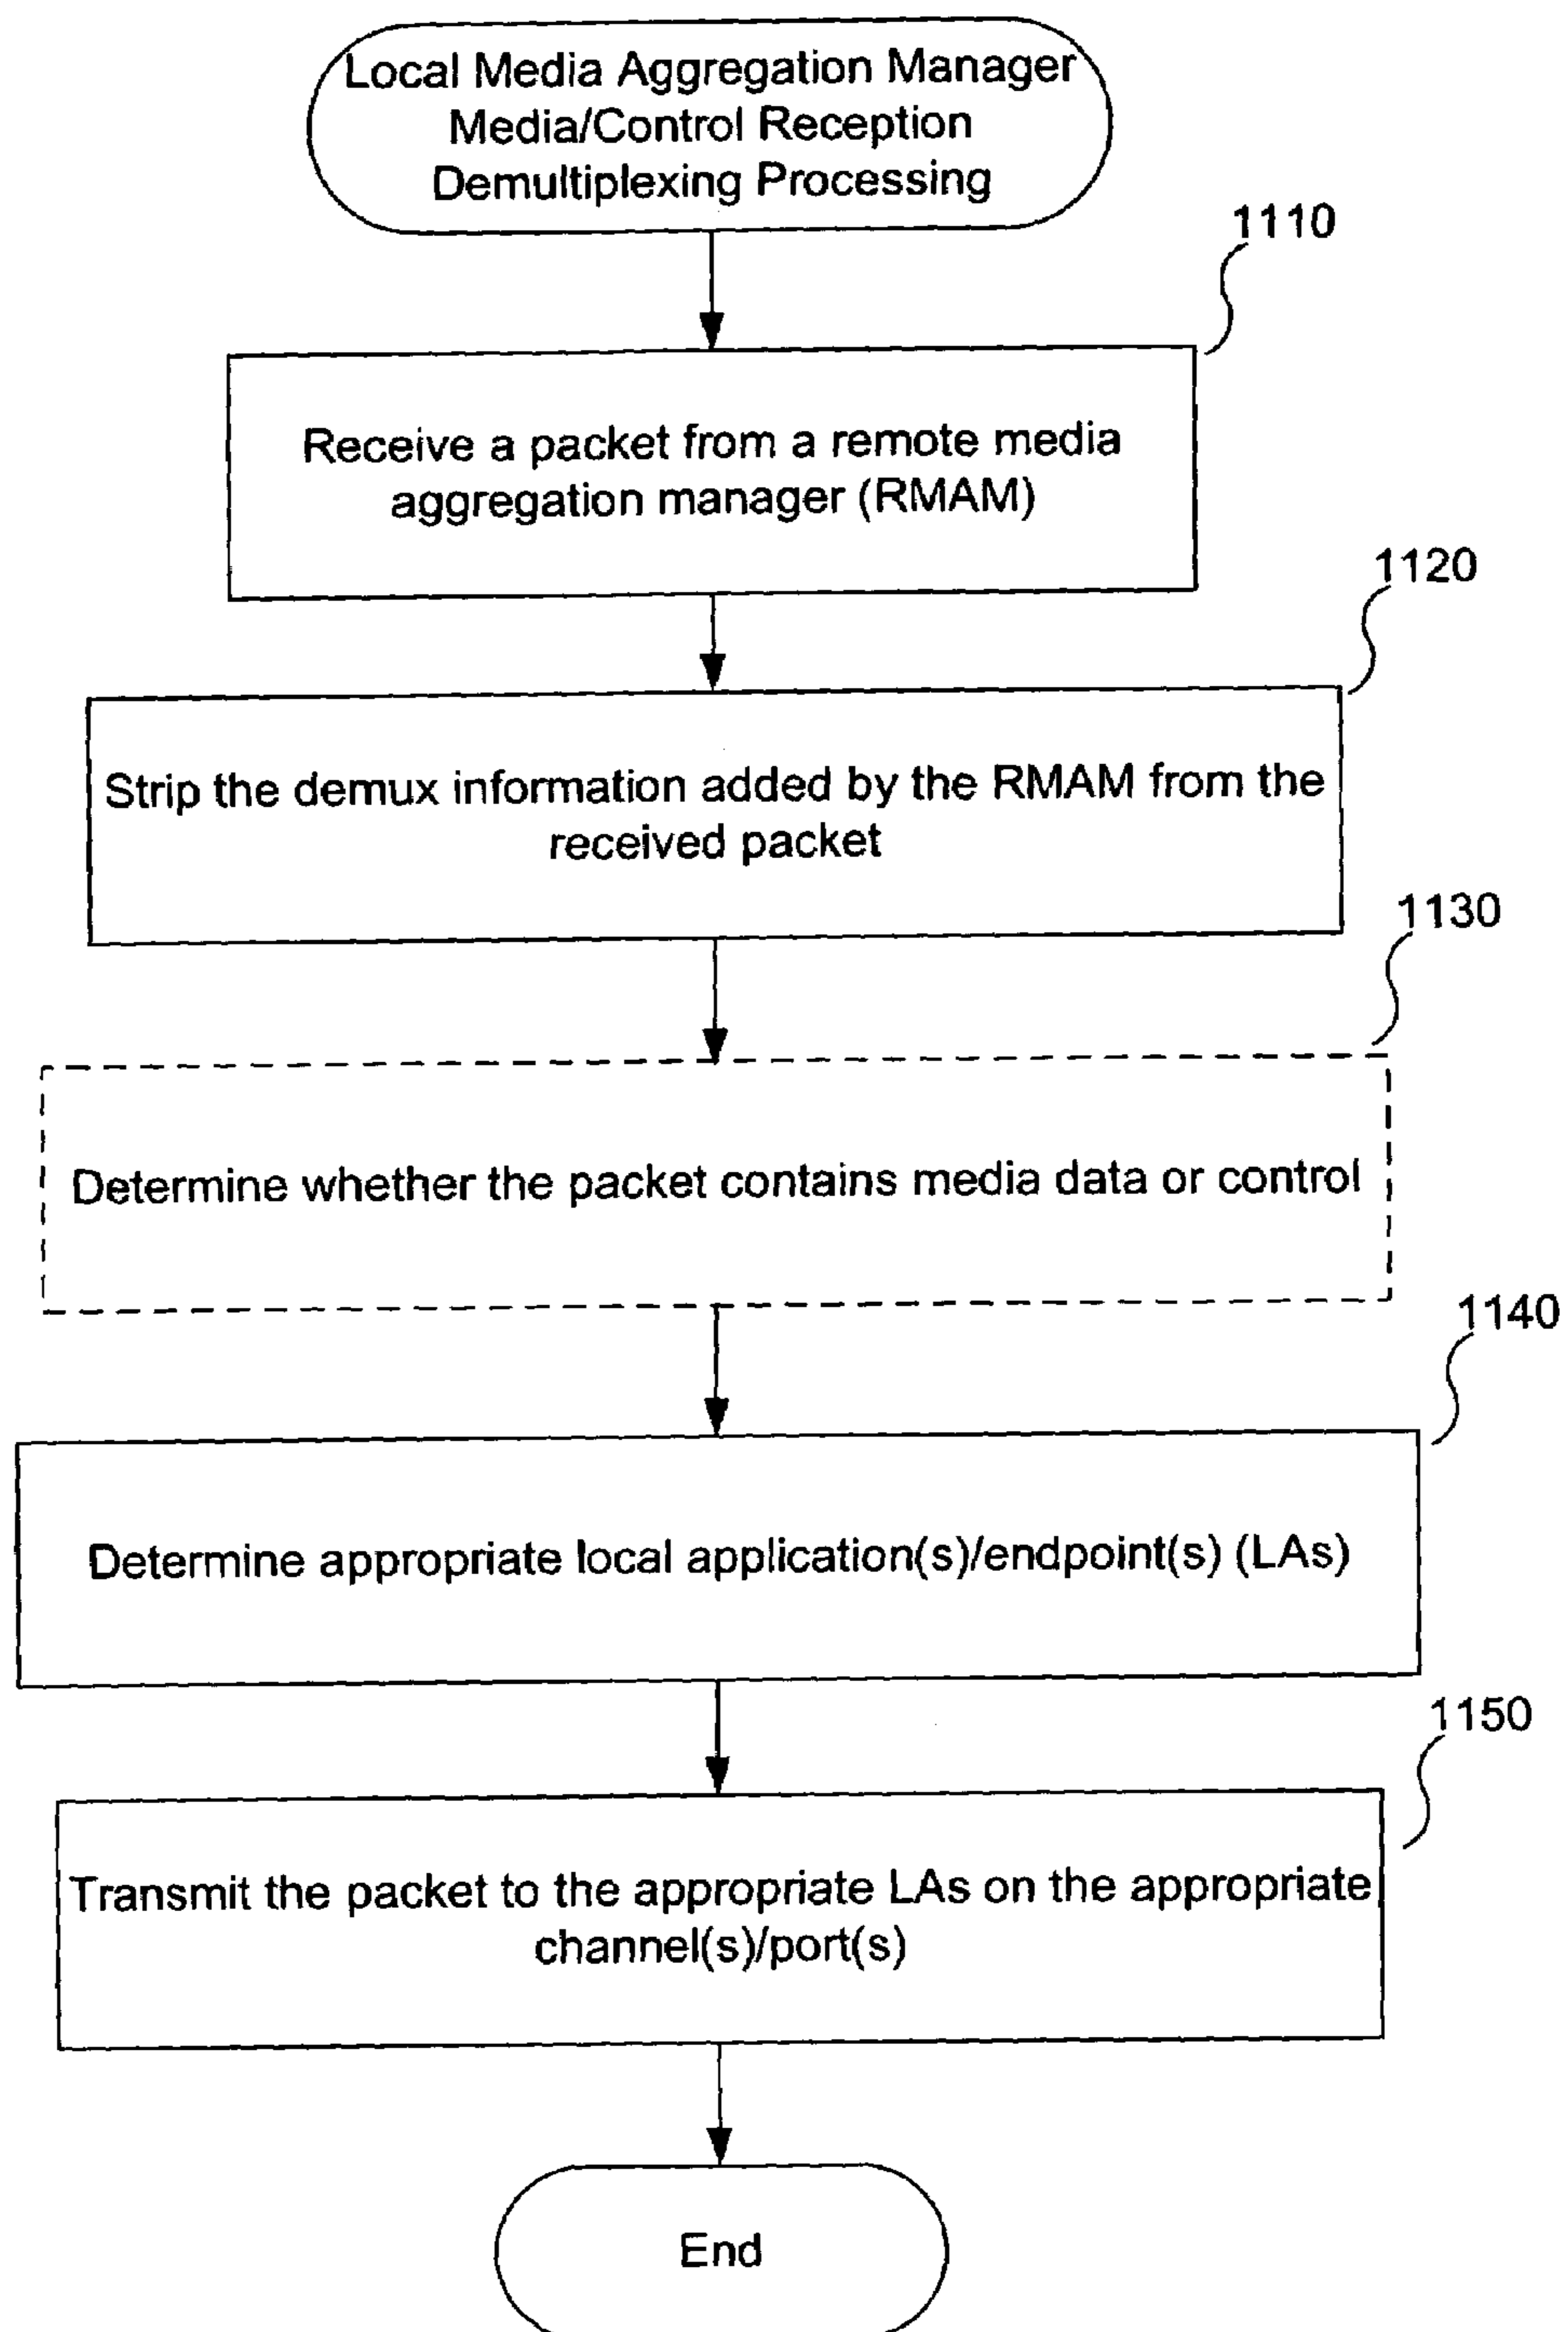 Local Media Aggregation Manager
Media/Control Reception
Demultiplexing Processing
1110
Receive a packet from a remote media
aggregation manager (RMAM)
1120
Strip the demux information added by the RMAM from the
received packet
1130
Determine whether the packet contains media data or control
1140
Determine appropriate local application(s)/endpoint(s) (LAs)
1150
Transmit the packet to the appropriate LAs on the appropriate
channel(s)/port(s)
End